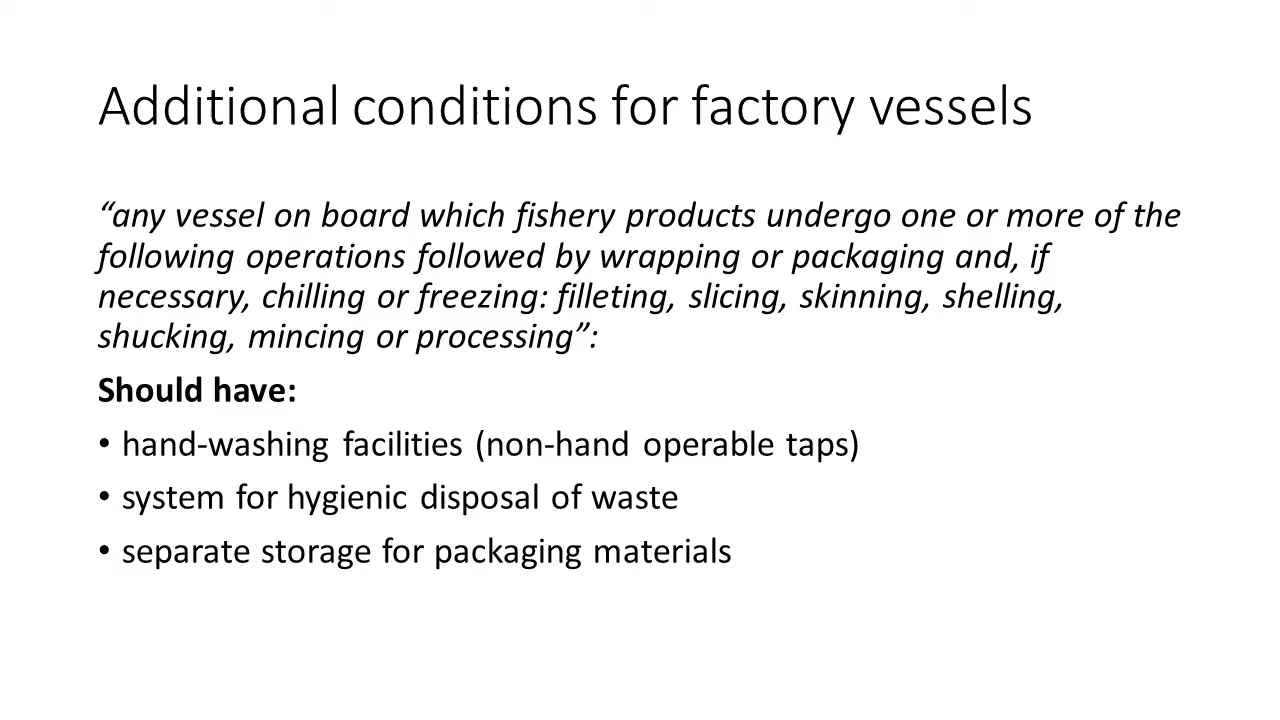 Additional conditions for factory vessels
“any vessel on board which fishery products undergo one or more of the
following operations followed by wrapping or packaging and, if
necessary, chilling or freezing: filleting, slicing, skinning, shelling,
shucking, mincing or processing”:
Should have:
• hand-washing facilities (non-hand operable taps)
• system for hygienic disposal of waste
• separate storage for packaging materials